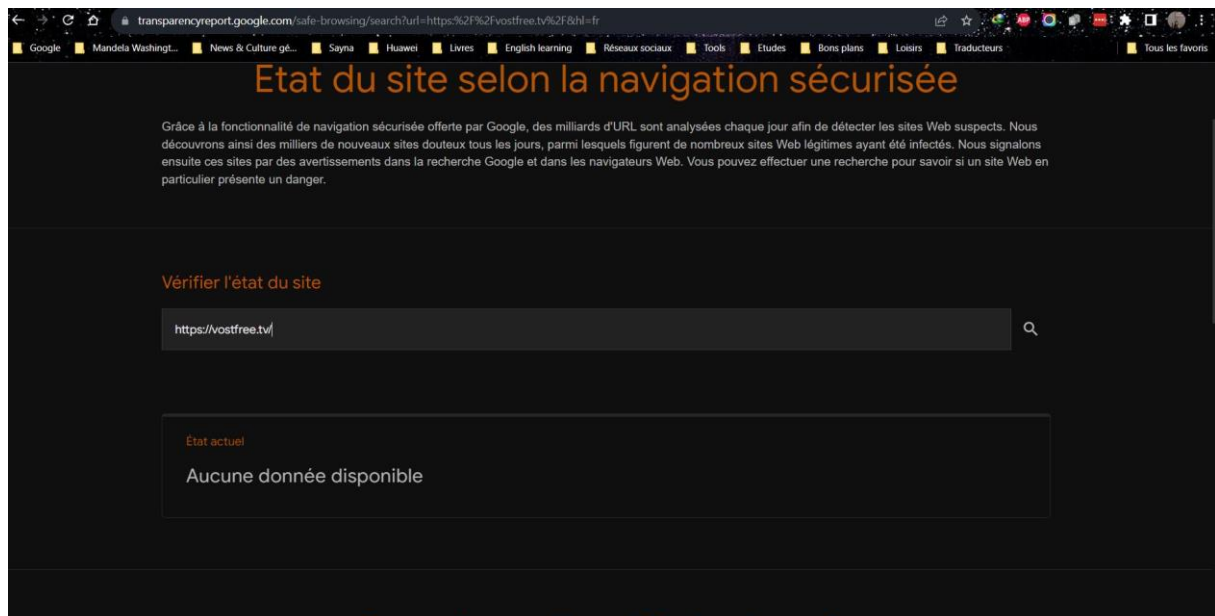 transparencyreport.google.com/safe-browsing/search?url=https:%2F%2Fvostfree.tv%2F&hl=fr
Google Mandela Washingt... News & Culture gé... Sayna Huawei Livres English learning Réseaux sociaux Tools Etudes Bons plans Loisirs Traducteurs Tous les favoris
Etat du site selon la navigation sécurisée
Grâce à la fonctionnalité de navigation sécurisée offerte par Google, des milliards d'URL sont analysées chaque jour afin de détecter les sites Web suspects. Nous
découvrons ainsi des milliers de nouveaux sites douteux tous les jours, parmi lesquels figurent de nombreux sites Web légitimes ayant été infectés. Nous signalons
ensuite ces sites par des avertissements dans la recherche Google et dans les navigateurs Web. Vous pouvez effectuer une recherche pour savoir si un site Web en
particulier présente un danger.
Vérifier l'état du site
https://vostfree.tv/
État actuel
Aucune donnée disponible